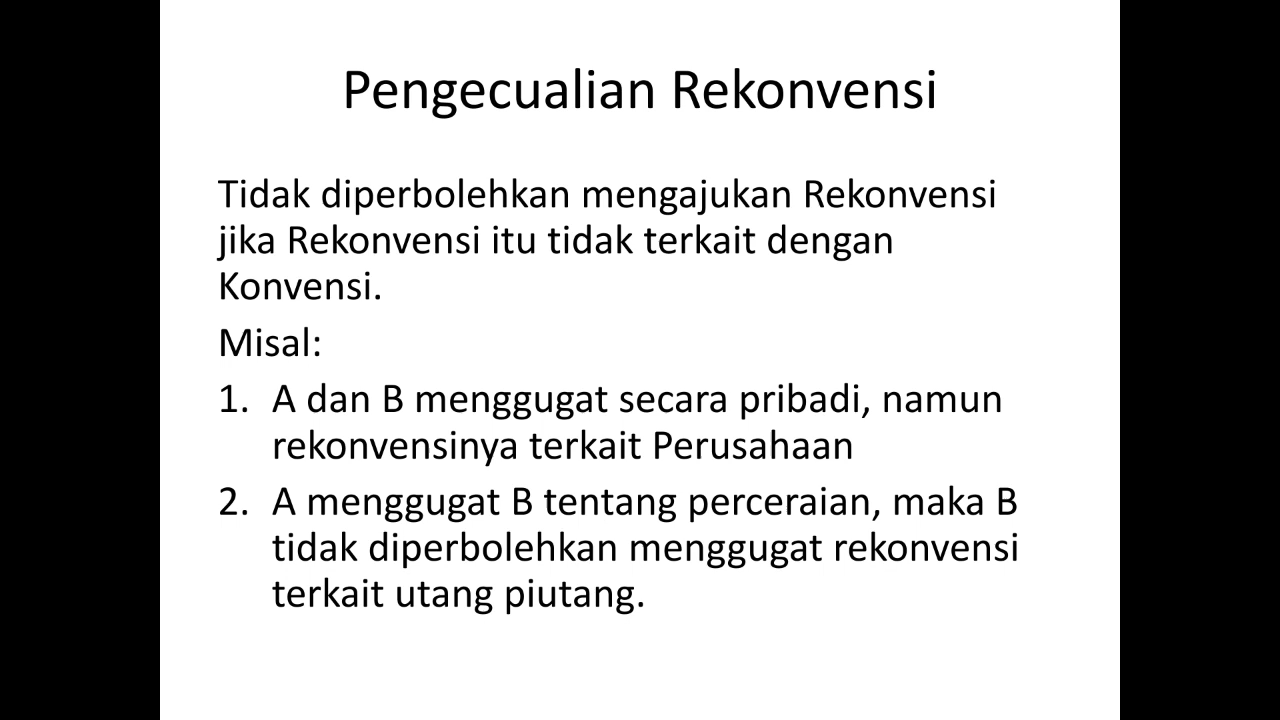 Pengecualian Rekonvensi
Tidak diperbolehkan mengajukan Rekonvensi
jika Rekonvensi itu tidak terkait dengan
Konvensi.
Misal:
1. A dan B menggugat secara pribadi, namun
rekonvensinya terkait Perusahaan
2. A menggugat B tentang perceraian, maka B
tidak diperbolehkan menggugat rekonvensi
terkait utang piutang.